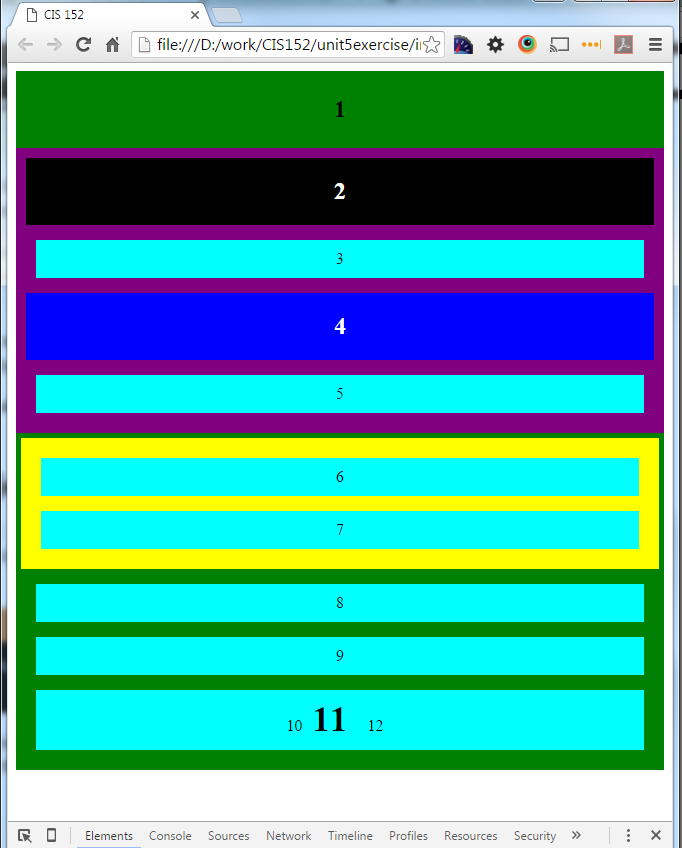 CIS 152
file:///D:/work/CIS152/unit5exercise/i
1
2
3
4
5
6
7
8
9
10 11 12
Elements Console Sources Network Timeline Profiles Resources Security